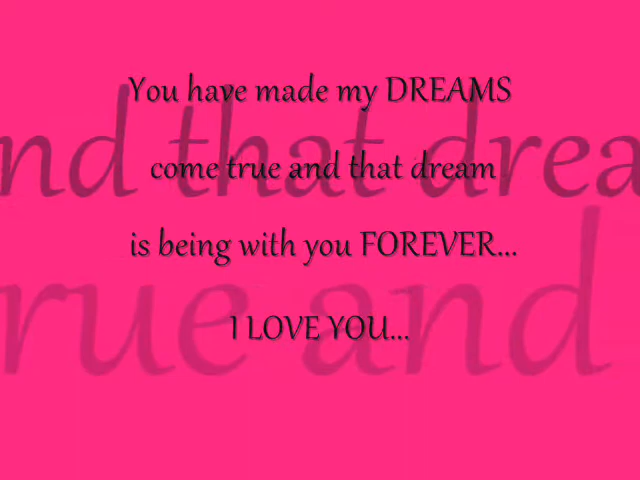 You have made my DREAMS
come true and that dream
is being with you FOREVER...
I LOVE YOU...
nd that drea
rue and